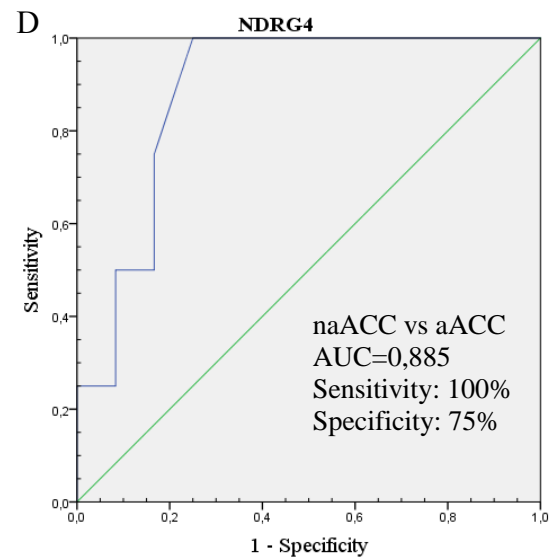 D
NDRG4
1,0
0,8
0,6
0,4
0,2
0,0
Sensitivity
naACC vs aACC
AUC=0,885
Sensitivity: 100%
Specificity: 75%
0,0 0,2 0,4 0,6 0,8 1,0
1 - Specificity